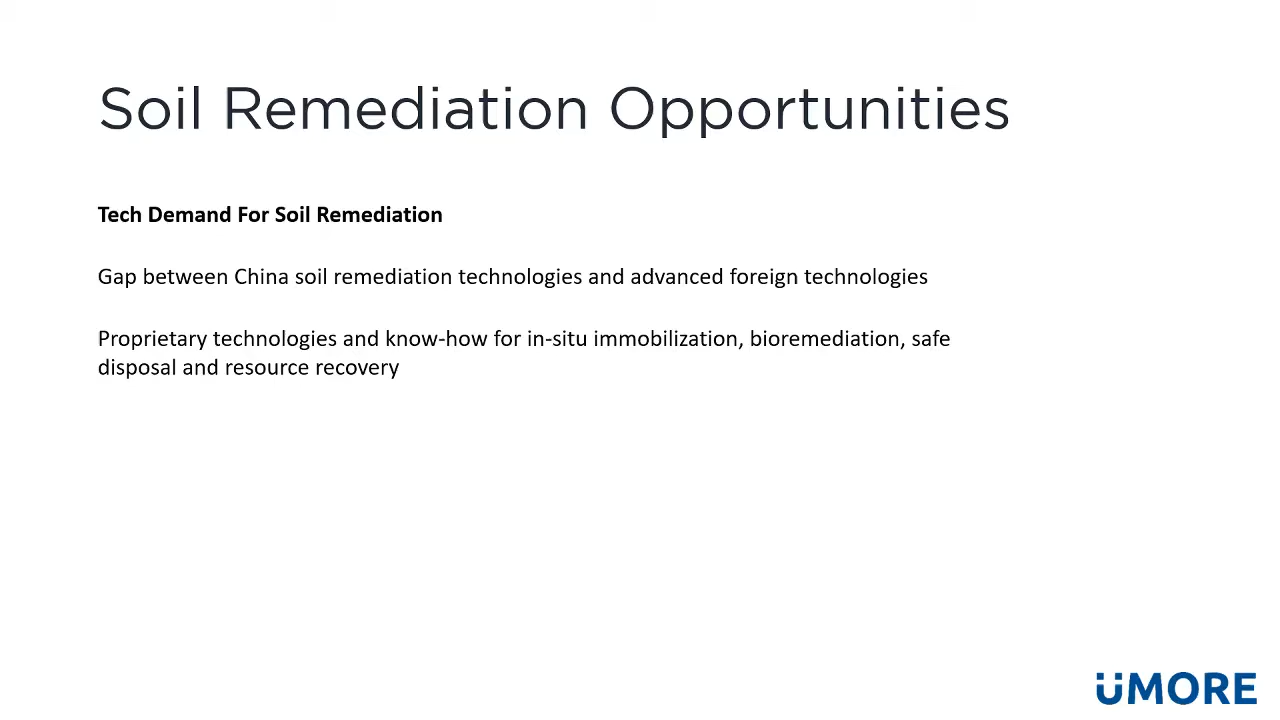 Soil Remediation Opportunities
Tech Demand For Soil Remediation
Gap between China soil remediation technologies and advanced foreign technologies
Proprietary technologies and know-how for in-situ immobilization, bioremediation, safe
disposal and resource recovery
ÜMORE